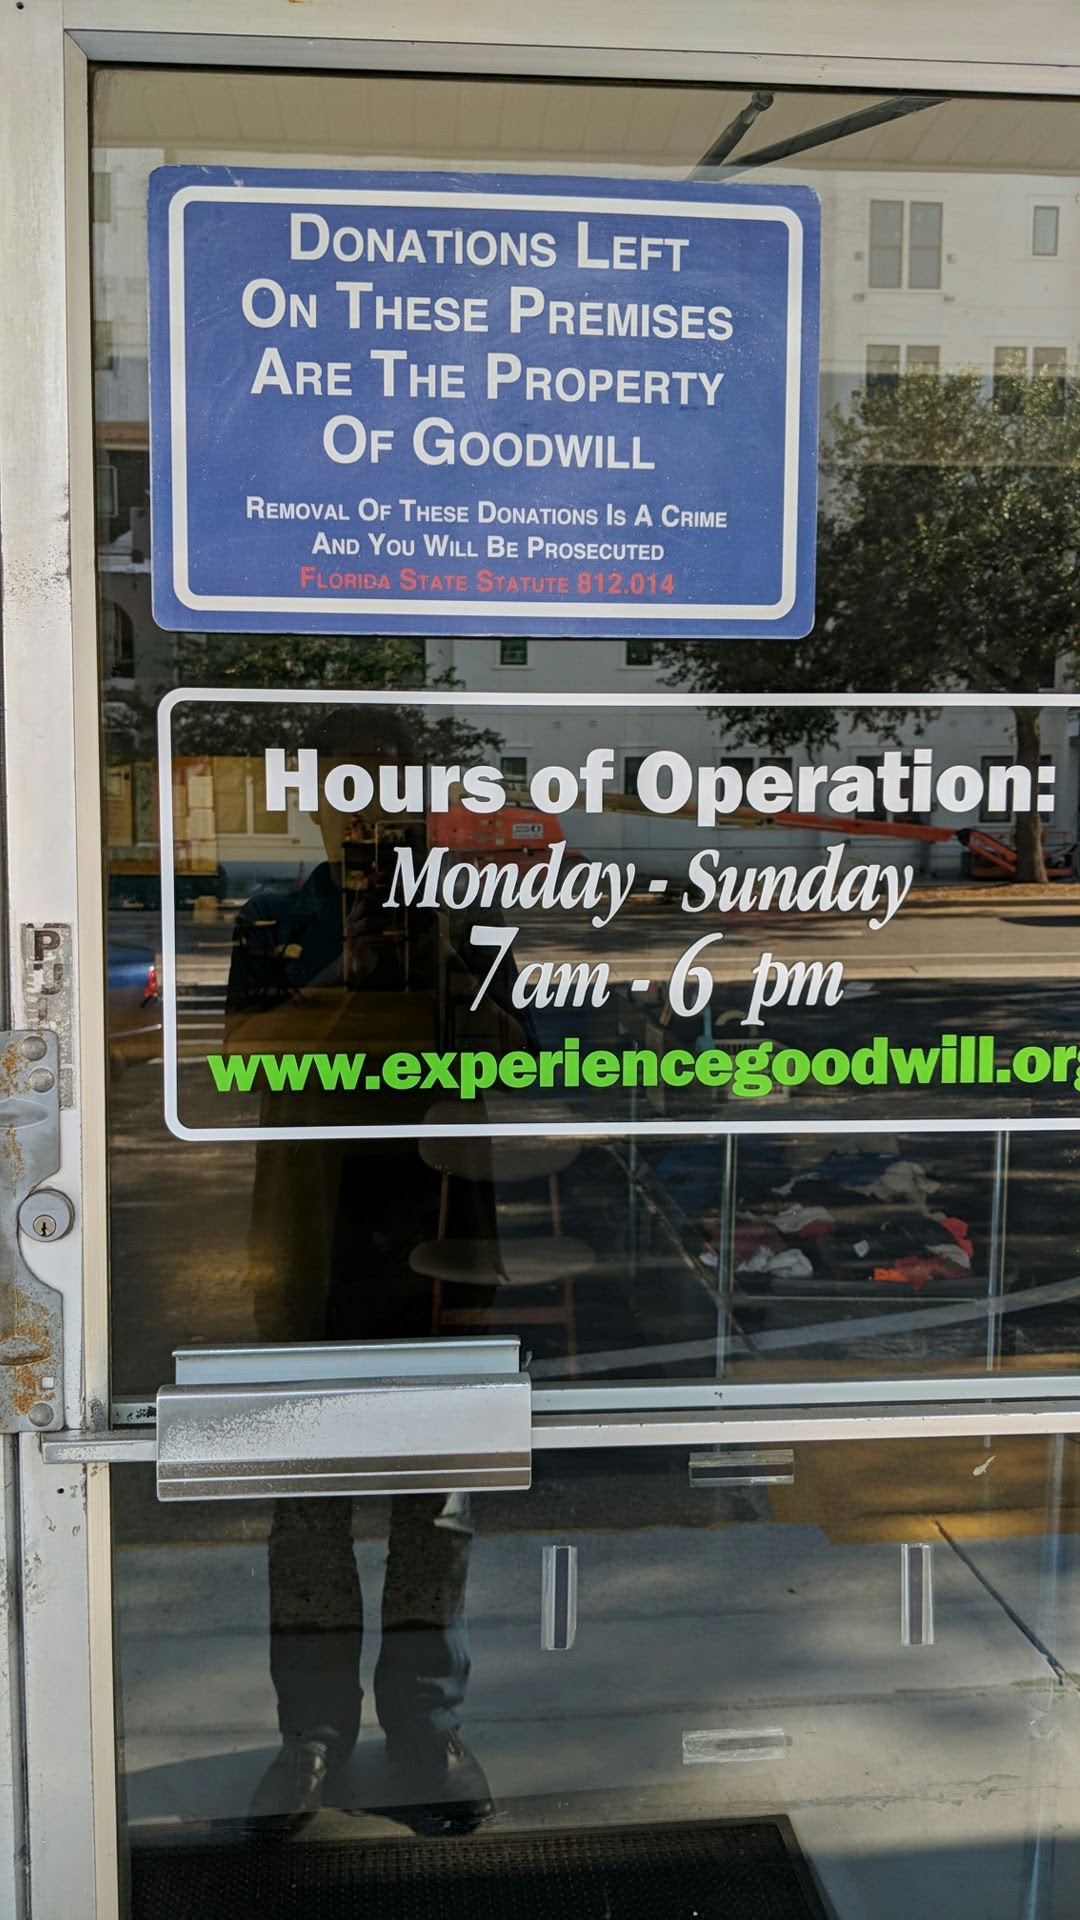 DONATIONS LEFT
ON THESE PREMISES
ARE THE PROPERTY
OF GOODWILL
REMOVAL OF THESE DONATIONS IS A CRIME
AND YOU WILL BE PROSECUTED
FLORIDA STATE STATUTE 812.014
Hours of Operation:
Monday - Sunday
7am - 6 pm
www.experiencegoodwill.org